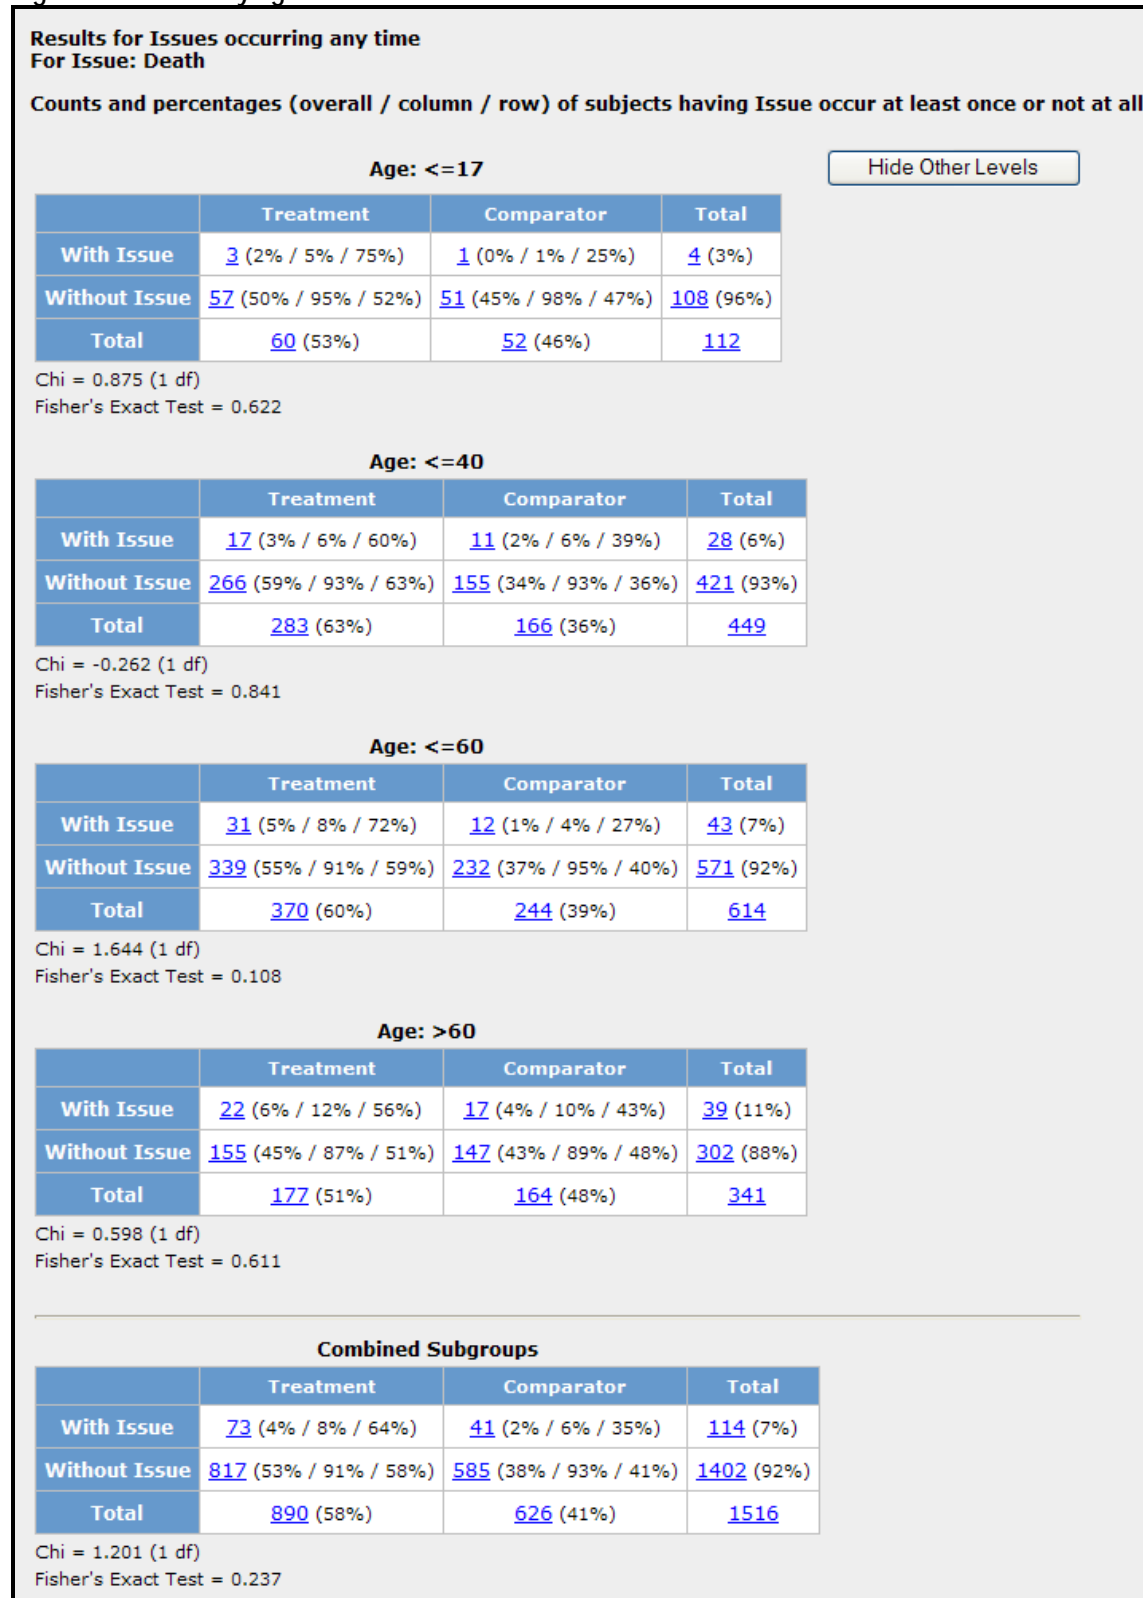 Results for Issues occurring any time
For Issue: Death
Counts and percentages (overall / column / row) of subjects having Issue occur at least once or not at all
Age: <=17
Hide Other Levels
Treatment Comparator Total
With Issue 3 (2% / 5% / 75%) 1 (0% / 1% / 25%) 4 (3%)
Without Issue 57 (50% / 95% / 52%) 51 (45% / 98% / 47%) 108 (96%)
Total 60 (53%) 52 (46%) 112
Chi = 0.875 (1 df)
Fisher's Exact Test = 0.622
Age: <=40
Treatment Comparator Total
With Issue 17 (3% / 6% / 60%) 11 (2% / 6% / 39%) 28 (6%)
Without Issue 266 (59% / 93% / 63%) 155 (34% / 93% / 36%) 421 (93%)
Total 283 (63%) 166 (36%) 449
Chi = -0.262 (1 df)
Fisher's Exact Test = 0.841
Age: <=60
Treatment Comparator Total
With Issue 31 (5% / 8% / 72%) 12 (1% / 4% / 27%) 43 (7%)
Without Issue 339 (55% / 91% / 59%) 232 (37% / 95% / 40%) 571 (92%)
Total 370 (60%) 244 (39%) 614
Chi = 1.644 (1 df)
Fisher's Exact Test = 0.108
Age: >60
Treatment Comparator Total
With Issue 22 (6% / 12% / 56%) 17 (4% / 10% / 43%) 39 (11%)
Without Issue 155 (45% / 87% / 51%) 147 (43% / 89% / 48%) 302 (88%)
Total 177 (51%) 164 (48%) 341
Chi = 0.598 (1 df)
Fisher's Exact Test = 0.611
Combined Subgroups
Treatment Comparator Total
With Issue 73 (4% / 8% / 64%) 41 (2% / 6% / 35%) 114 (7%)
Without Issue 817 (53% / 91% / 58%) 585 (38% / 93% / 41%) 1402 (92%)
Total 890 (58%) 626 (41%) 1516
Chi = 1.201 (1 df)
Fisher's Exact Test = 0.237